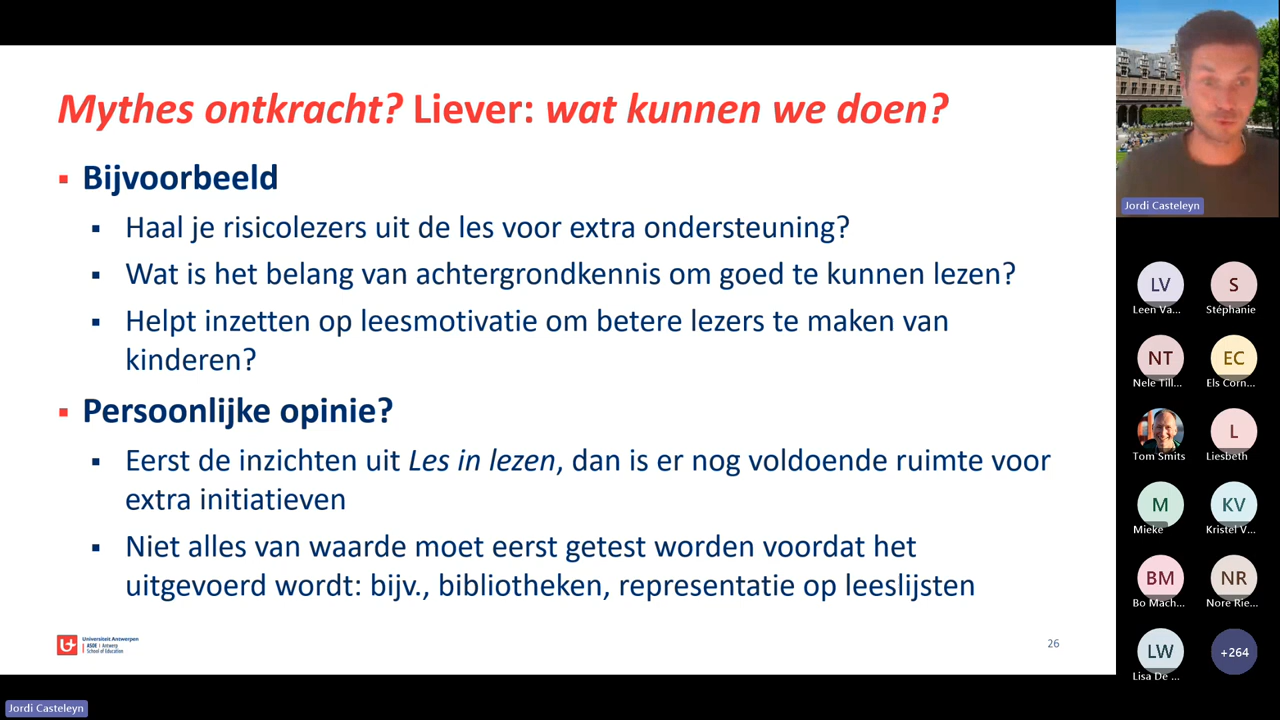 Mythes ontkracht? Liever: wat kunnen we doen?
Bijvoorbeeld
Haal je risicolezers uit de les voor extra ondersteuning?
Wat is het belang van achtergrondkennis om goed te kunnen lezen?
Helpt inzetten op leesmotivatie om betere lezers te maken van
kinderen?
Persoonlijke opinie?
Eerst de inzichten uit Les in lezen, dan is er nog voldoende ruimte voor
extra initiatieven
Niet alles van waarde moet eerst getest worden voordat het
uitgevoerd wordt: bijv., bibliotheken, representatie op leeslijsten
Universiteit Antwerpen
ASOE | Antwerp
School of Education
26
Jordi Casteleyn
LV
Leen Va...
S
Stéphanie
NT
Nele Till...
EC
Els Corn...
Tom Smits
L
Liesbeth
M
Mieke
KV
Kristel V...
BM
Bo Mach...
NR
Nore Rie...
LW
Lisa De ...
+264
Jordi Casteleyn